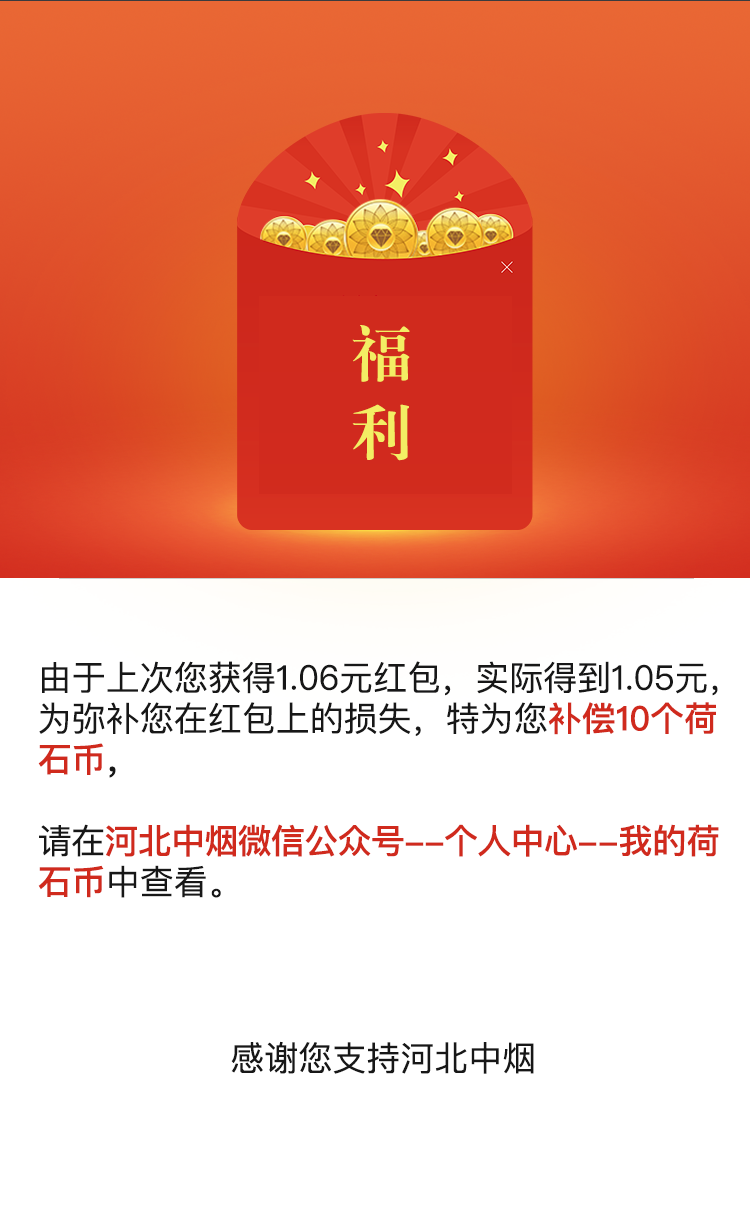 福
利
由于上次您获得1.06元红包，实际得到1.05元，
为弥补您在红包上的损失，特为您补偿10个荷
石币，
请在河北中烟微信公众号--个人中心--我的荷
石币中查看。
感谢您支持河北中烟